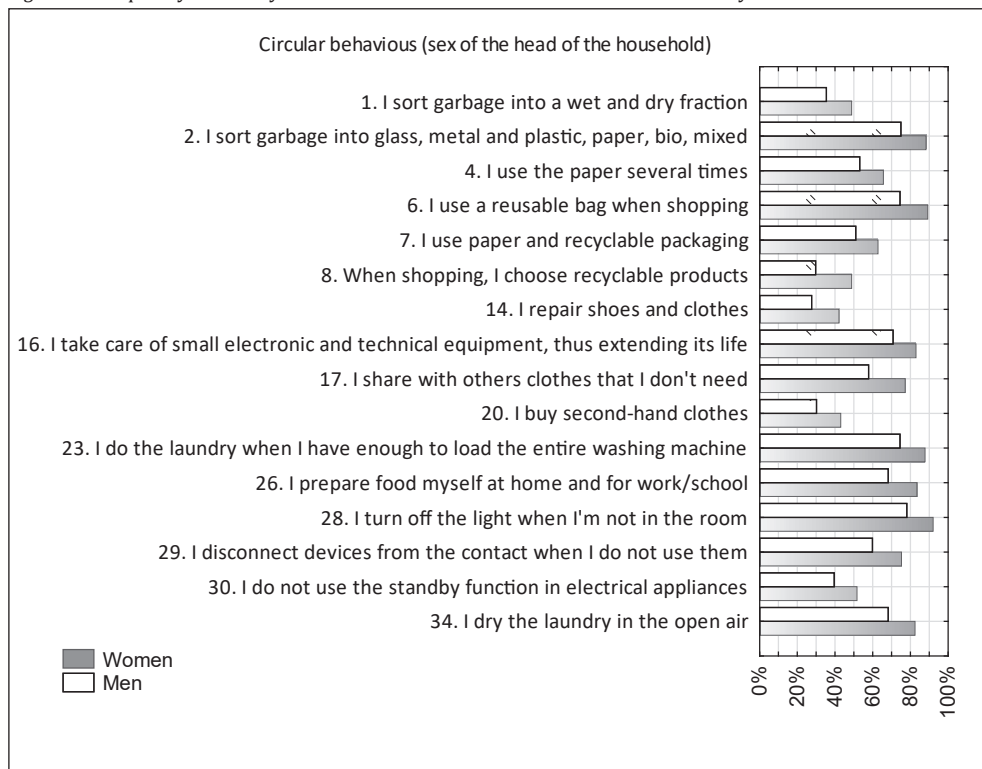 Circular behavious (sex of the head of the household)
1. I sort garbage into a wet and dry fraction
2. I sort garbage into glass, metal and plastic, paper, bio, mixed
4. I use the paper several times
6. I use a reusable bag when shopping
7. I use paper and recyclable packaging
8. When shopping, I choose recyclable products
14. I repair shoes and clothes
16. I take care of small electronic and technical equipment, thus extending its life
17. I share with others clothes that I don't need
20. I buy second-hand clothes
23. I do the laundry when I have enough to load the entire washing machine
26. I prepare food myself at home and for work/school
28. I turn off the light when I'm not in the room
29. I disconnect devices from the contact when I do not use them
30. I do not use the standby function in electrical appliances
34. I dry the laundry in the open air
Women
Men
0%
20%
40%
60%
80%
100%